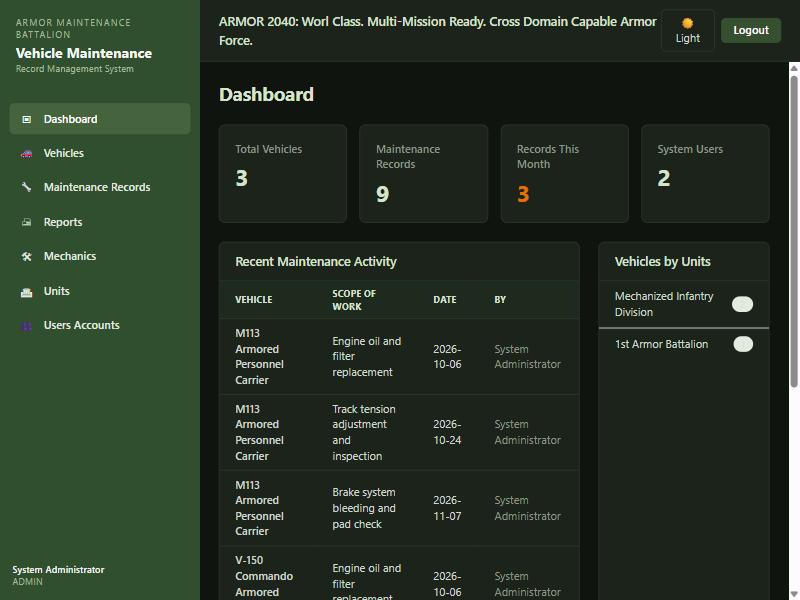 ARMOR MAINTENANCE
BATTALION
Vehicle Maintenance
Record Management System
Dashboard
Vehicles
Maintenance Records
Reports
Mechanics
Units
Users Accounts
System Administrator
ADMIN
ARMOR 2040: Worl Class. Multi-Mission Ready. Cross Domain Capable Armor
Force.
Light
Logout
Dashboard
Total Vehicles
3
Maintenance
Records
9
Records This
Month
3
System Users
2
Recent Maintenance Activity
VEHICLE
SCOPE OF
WORK
DATE
BY
M113
Armored
Personnel
Carrier
Engine oil and
filter
replacement
2026-
10-06
System
Administrator
M113
Armored
Personnel
Carrier
Track tension
adjustment
and
inspection
2026-
10-24
System
Administrator
M113
Armored
Personnel
Carrier
Brake system
bleeding and
pad check
2026-
11-07
System
Administrator
V-150
Commando
Armored
Engine oil and
filter
replacement
2026-
10-06
System
Administrator
Vehicles by Units
Mechanized Infantry
Division
1st Armor Battalion